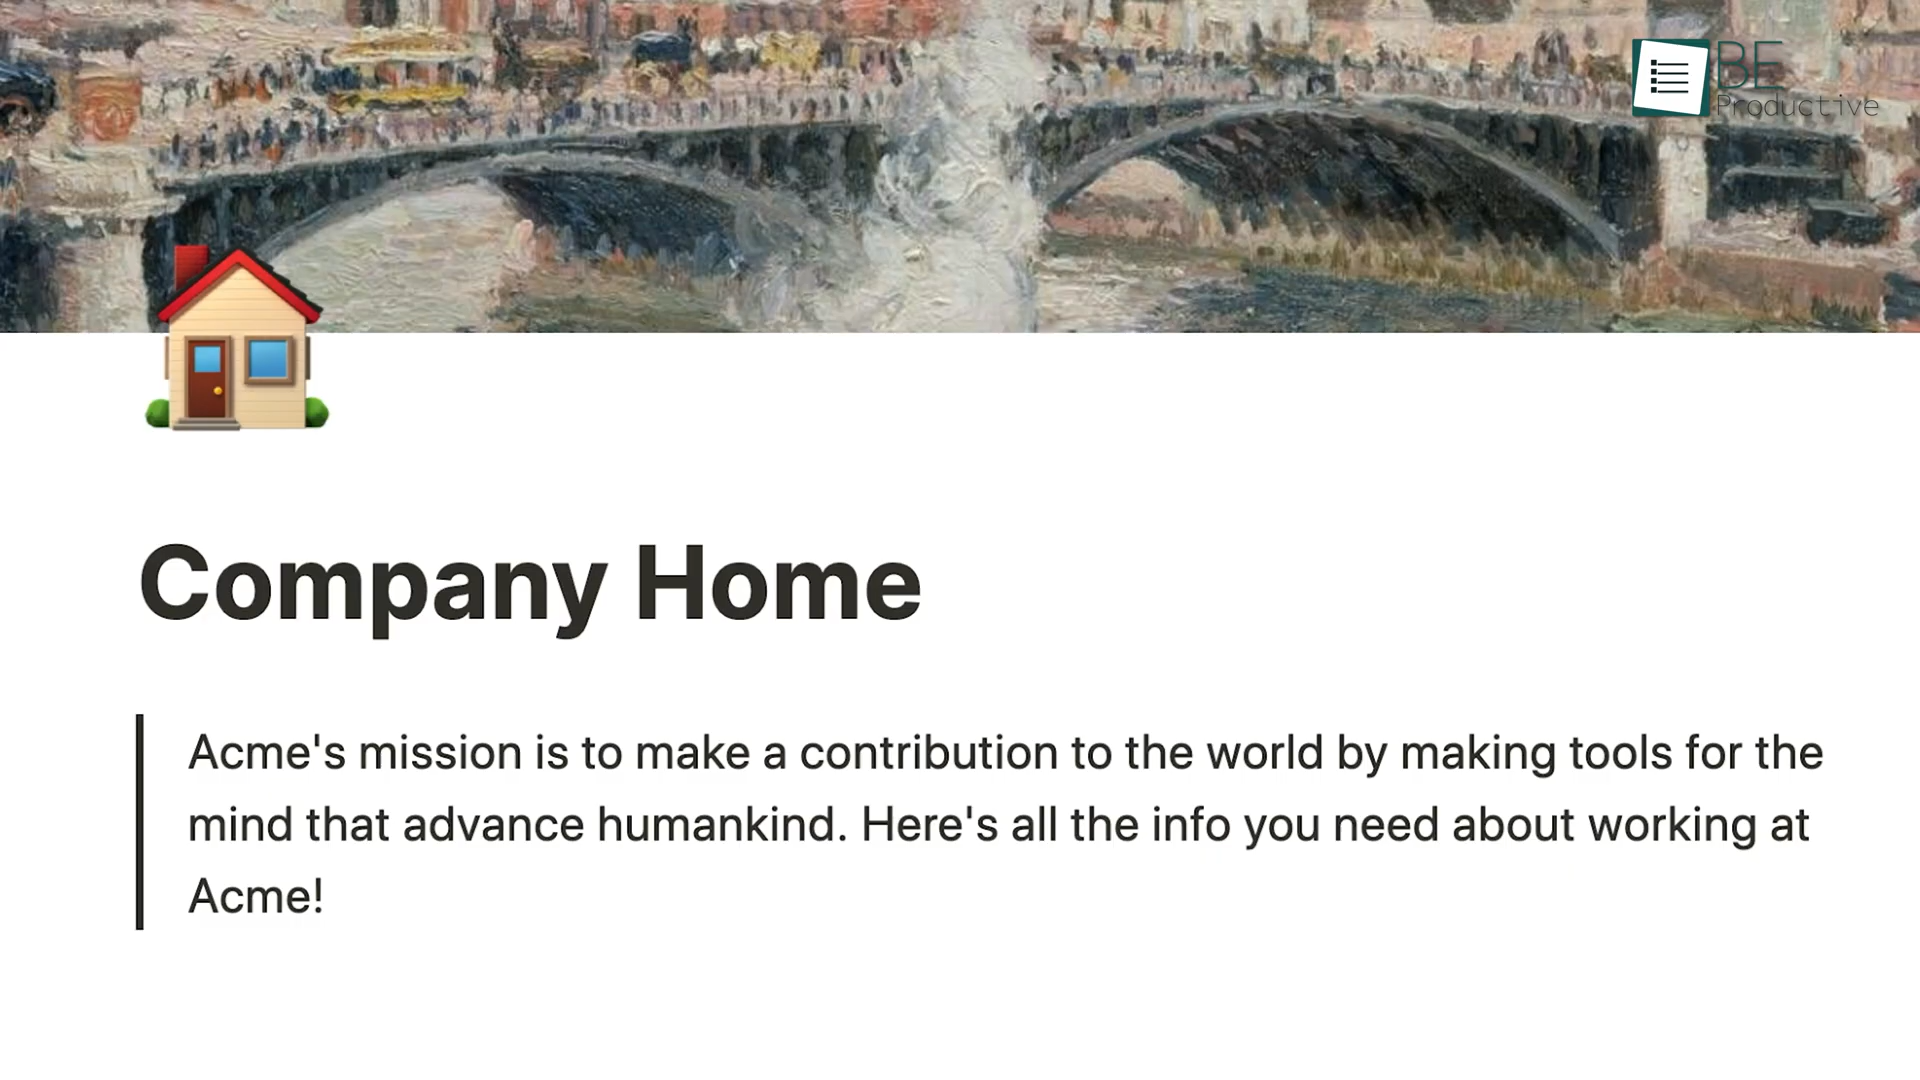 BE
Productive
Company Home
Acme's mission is to make a contribution to the world by making tools for the
mind that advance humankind. Here's all the info you need about working at
Acme!